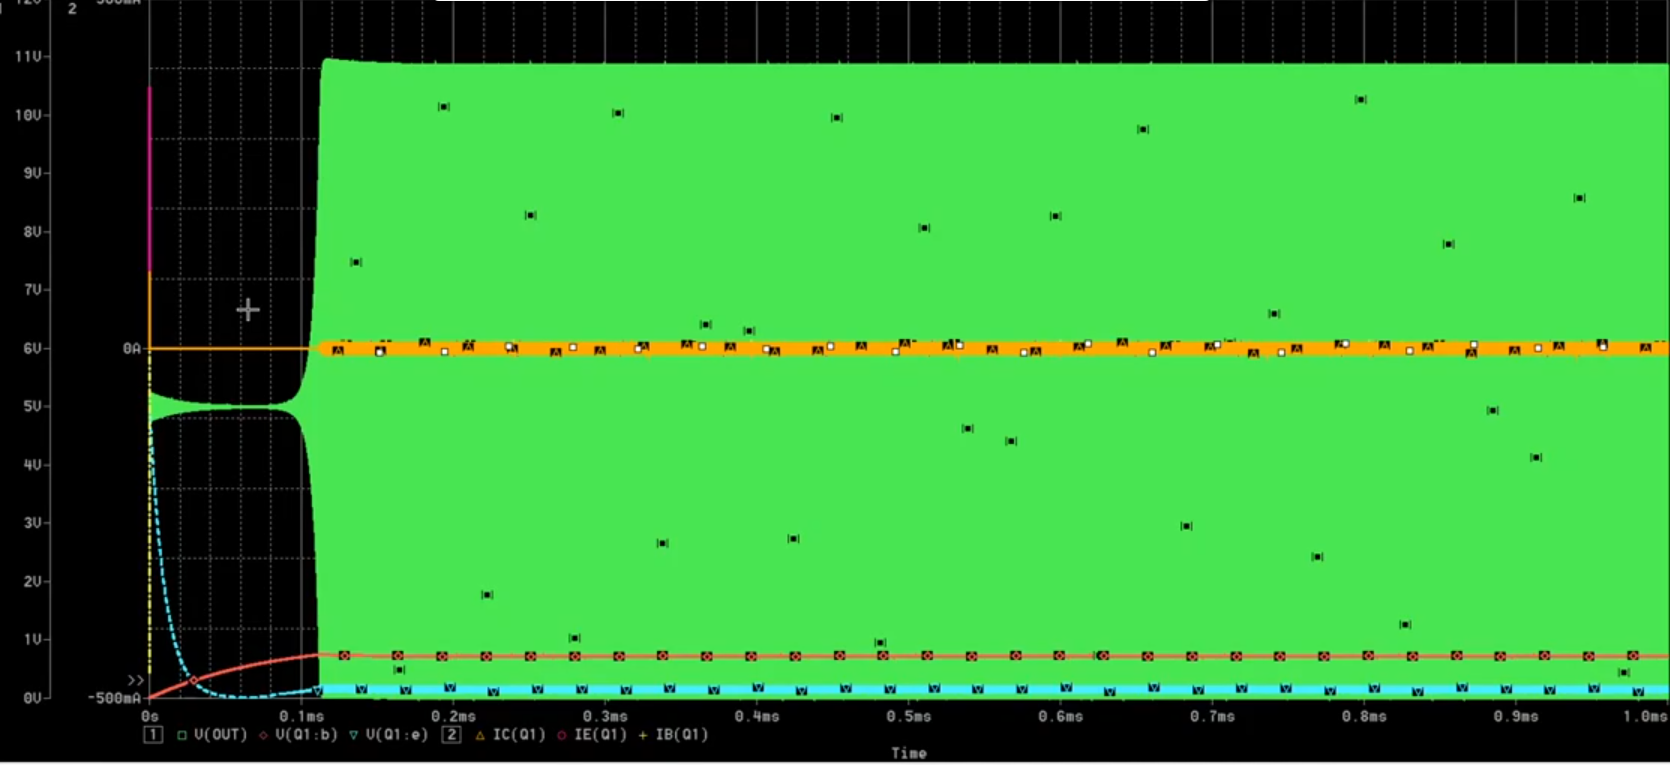 2
11V
10V
9V
8V
7V
6V
5V
4V
3V
2V
1V
0V
0A
>>
-500mA
0s 0.1ms 0.2ms 0.3ms 0.4ms 0.5ms 0.6ms 0.7ms 0.8ms 0.9ms 1.0ms
1 V(OUT) V(Q1:b) V(Q1:e) 2 IC(Q1) IE(Q1) IB(Q1)
Time